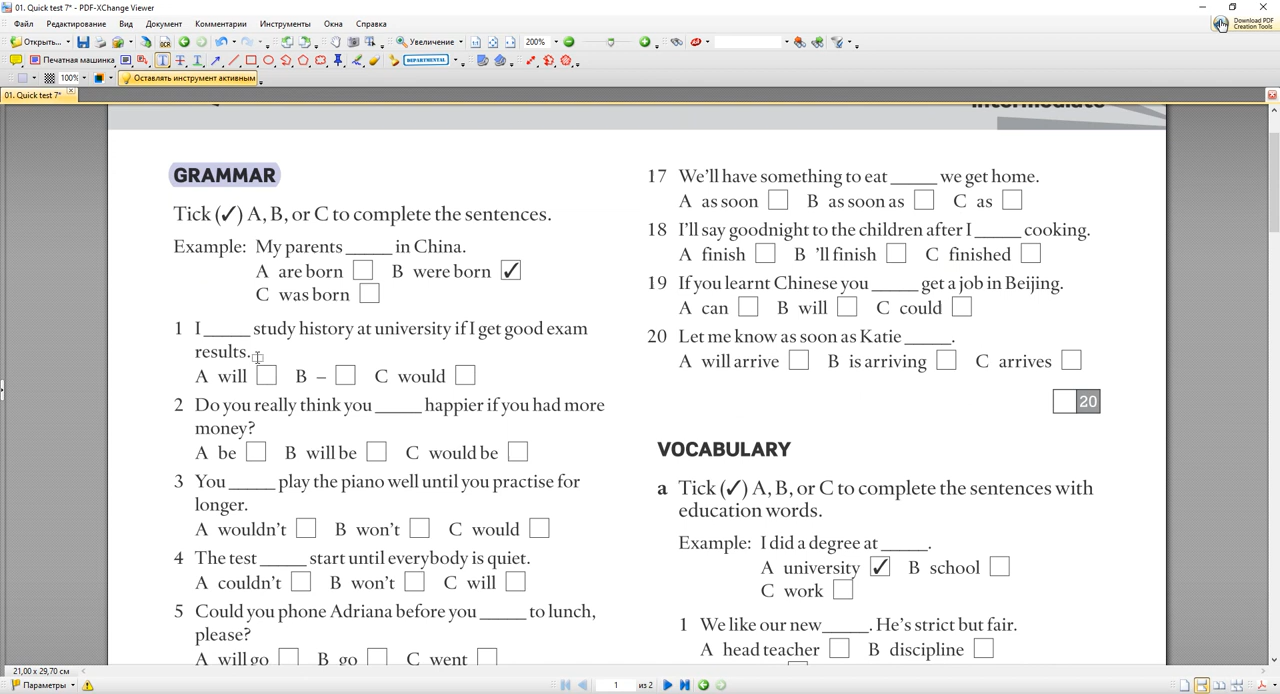 01. Quick test 7* - PDF-XChange Viewer
Файл Редактирование Вид Документ Комментарии Инструменты Окна Справка
Download PDF
Creation Tools
Открыть... OCR Увеличение 200%
Печатная машинка DEPARTMENTAL
100% Оставлять инструмент активным
01. Quick test 7*
GRAMMAR
Tick (✓) A, B, or C to complete the sentences.
Example: My parents _____ in China.
A are born B were born ✓
C was born
1 I _____ study history at university if I get good exam
results.
A will B – C would
2 Do you really think you _____ happier if you had more
money?
A be B will be C would be
3 You _____ play the piano well until you practise for
longer.
A wouldn't B won't C would
4 The test _____ start until everybody is quiet.
A couldn't B won't C will
5 Could you phone Adriana before you _____ to lunch,
please?
A will go B go C went
Intermediate
17 We'll have something to eat _____ we get home.
A as soon B as soon as C as
18 I'll say goodnight to the children after I _____ cooking.
A finish B 'll finish C finished
19 If you learnt Chinese you _____ get a job in Beijing.
A can B will C could
20 Let me know as soon as Katie _____.
A will arrive B is arriving C arrives
20
VOCABULARY
a Tick (✓) A, B, or C to complete the sentences with
education words.
Example: I did a degree at _____.
A university ✓ B school
C work
1 We like our new_____. He's strict but fair.
A head teacher B discipline
21,00 x 29,70 см
Параметры 1 из 2